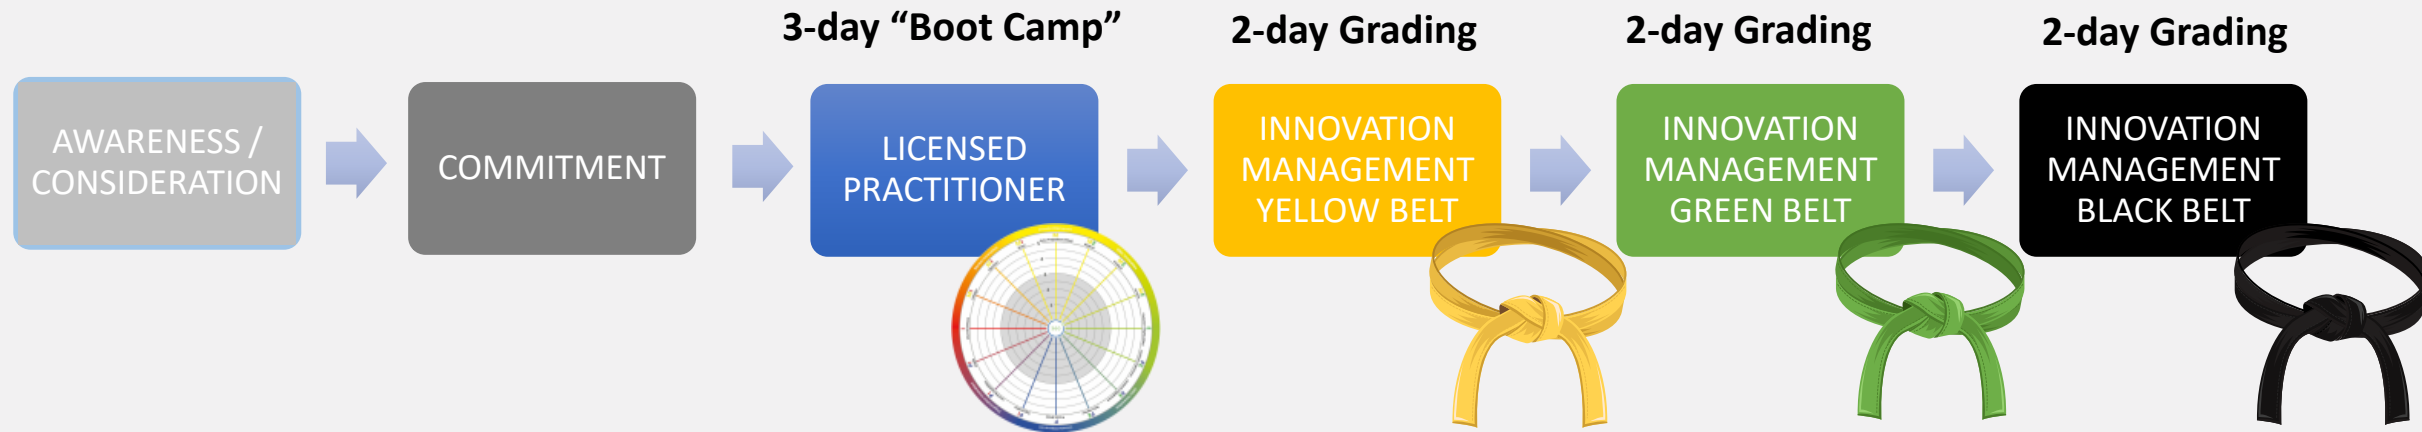 3-day “Boot Camp”
2-day Grading
2-day Grading
2-day Grading
AWARENESS /
CONSIDERATION
COMMITMENT
LICENSED
PRACTITIONER
INNOVATION
MANAGEMENT
YELLOW BELT
INNOVATION
MANAGEMENT
GREEN BELT
INNOVATION
MANAGEMENT
BLACK BELT